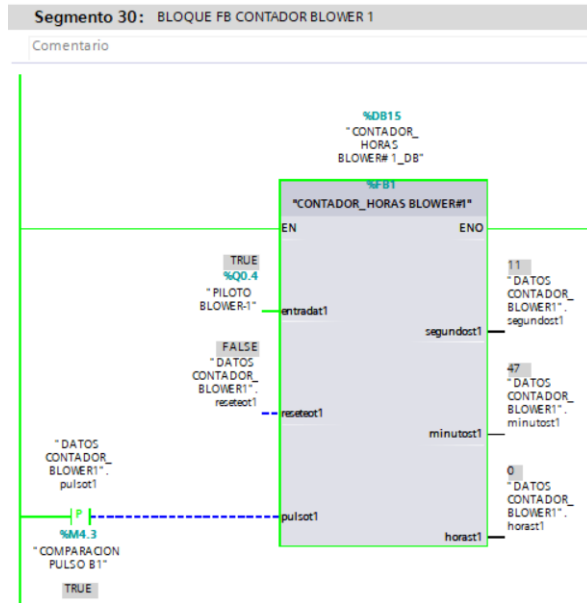 Segmento 30: BLOQUE FB CONTADOR BLOWER 1
Comentario
%DB15
"CONTADOR_
HORAS
BLOWER# 1_DB"
%FB1
"CONTADOR_HORAS BLOWER#1"
EN
ENO
TRUE
%Q0.4
"PILOTO
BLOWER-1"
entradat1
11
"DATOS
CONTADOR_
BLOWER1".
segundost1
segundost1
FALSE
"DATOS
CONTADOR_
BLOWER1".
reseteot1
reseteot1
47
"DATOS
CONTADOR_
BLOWER1".
minutost1
minutost1
"DATOS
CONTADOR_
BLOWER1".
pulsot1
P
pulsot1
%M4.3
"COMPARACION
PULSO B1"
TRUE
0
"DATOS
CONTADOR_
BLOWER1".
horast1
horast1